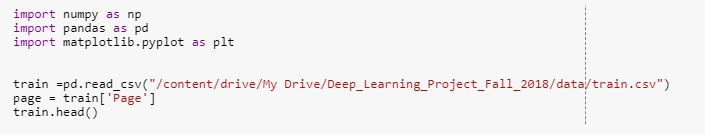 import numpy as np
import pandas as pd
import matplotlib.pyplot as plt
train =pd.read_csv("/content/drive/My Drive/Deep_Learning_Project_Fall_2018/data/train.csv")
page = train['Page']
train.head()